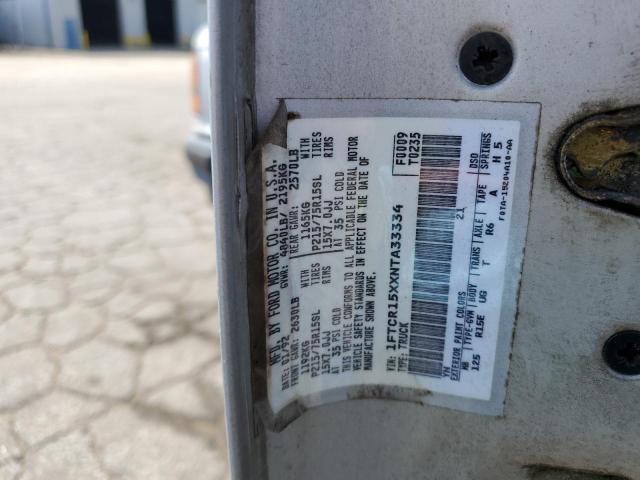 MFD. BY FORD MOTOR CO. IN U.S.A.
DATE: 01/92 GVWR: 4840LB/ 2195KG
FRONT GAWR: 2630LB REAR GAWR: 2570LB
1192KG WITH 1165KG WITH
P215/75R15SL TIRES P215/75R15SL TIRES
15X7.0JJ RIMS 15X7.0JJ RIMS
AT 35 PSI COLD AT 35 PSI COLD
THIS VEHICLE CONFORMS TO ALL APPLICABLE FEDERAL MOTOR
VEHICLE SAFETY STANDARDS IN EFFECT ON THE DATE OF
MANUFACTURE SHOWN ABOVE.
F0009
VIN: 1FTCR15XXNTA33334 T0235
TYPE: TRUCK
21
YN
EXTERIOR PAINT COLORS DSO
WB TYPE-GVW BODY TRANS AXLE TAPE SPRINGS
125 R15E UG T R6 A H 5
F0TA-15204A10-AA